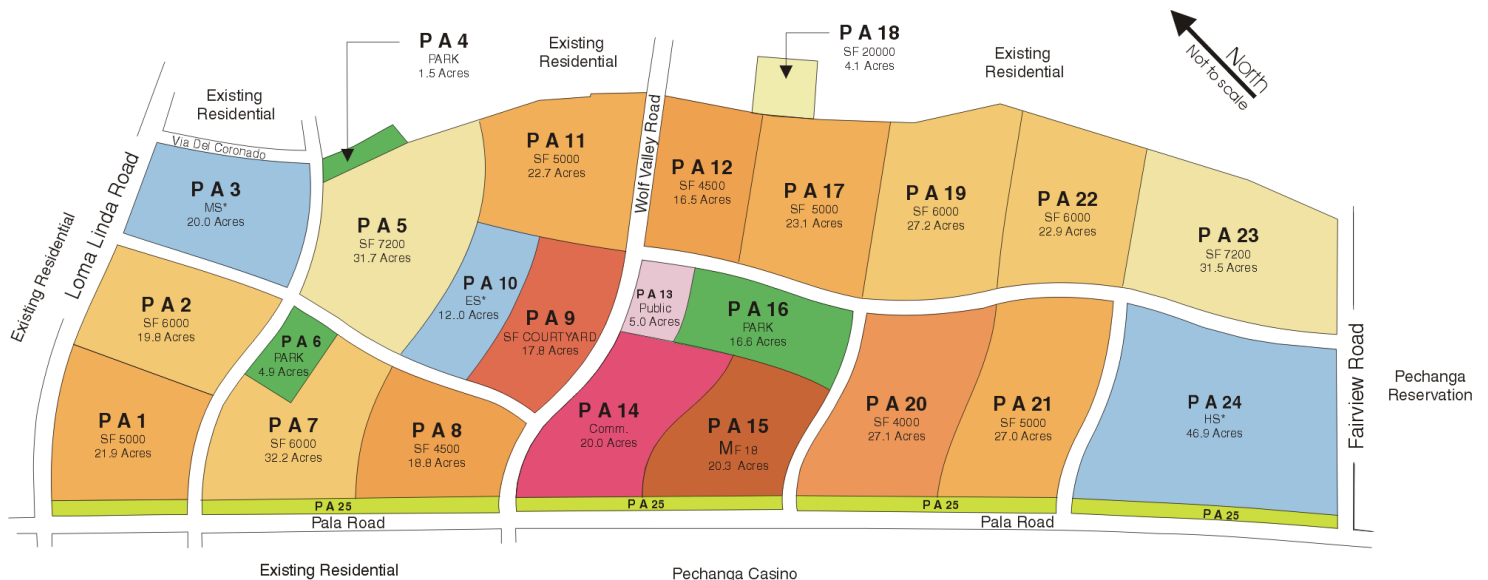 P A 4
PARK
1.5 Acres
Existing
Residential
P A 18
SF 20000
4.1 Acres
Existing
Residential
North
Not to scale
Existing
Residential
Via Del Coronado
Loma Linda Road
Existing Residential
Wolf Valley Road
P A 3
MS*
20.0 Acres
P A 5
SF 7200
31.7 Acres
P A 11
SF 5000
22.7 Acres
P A 12
SF 4500
16.5 Acres
P A 17
SF 5000
23.1 Acres
P A 19
SF 6000
27.2 Acres
P A 22
SF 6000
22.9 Acres
P A 23
SF 7200
31.5 Acres
P A 2
SF 6000
19.8 Acres
P A 6
PARK
4.9 Acres
P A 10
ES*
12..0 Acres
P A 9
SF COURTYARD
17.8 Acres
P A 13
Public
5.0 Acres
P A 16
PARK
16.6 Acres
P A 1
SF 5000
21.9 Acres
P A 7
SF 6000
32.2 Acres
P A 8
SF 4500
18.8 Acres
P A 14
Comm.
20.0 Acres
P A 15
MF 18
20.3 Acres
P A 20
SF 4000
27.1 Acres
P A 21
SF 5000
27.0 Acres
P A 24
HS*
46.9 Acres
Fairview Road
Pechanga
Reservation
P A 25
P A 25
P A 25
P A 25
Pala Road
Pala Road
Existing Residential
Pechanga Casino